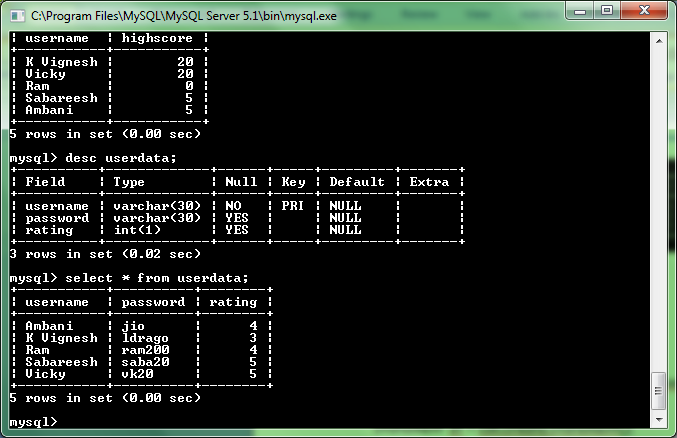 C:\Program Files\MySQL\MySQL Server 5.1\bin\mysql.exe
| username | highscore |
+-----------+-----------+
| K Vignesh | 20 |
| Vicky | 20 |
| Ram | 0 |
| Sabareesh | 5 |
| Ambani | 5 |
+-----------+-----------+
5 rows in set (0.00 sec)
mysql> desc userdata;
+----------+-------------+------+-----+---------+-------+
| Field | Type | Null | Key | Default | Extra |
+----------+-------------+------+-----+---------+-------+
| username | varchar(30) | NO | PRI | NULL | |
| password | varchar(30) | YES | | NULL | |
| rating | int(1) | YES | | NULL | |
+----------+-------------+------+-----+---------+-------+
3 rows in set (0.02 sec)
mysql> select * from userdata;
+-----------+----------+--------+
| username | password | rating |
+-----------+----------+--------+
| Ambani | jio | 4 |
| K Vignesh | ldrago | 3 |
| Ram | ram200 | 4 |
| Sabareesh | saba20 | 5 |
| Vicky | vk20 | 5 |
+-----------+----------+--------+
5 rows in set (0.00 sec)
mysql>